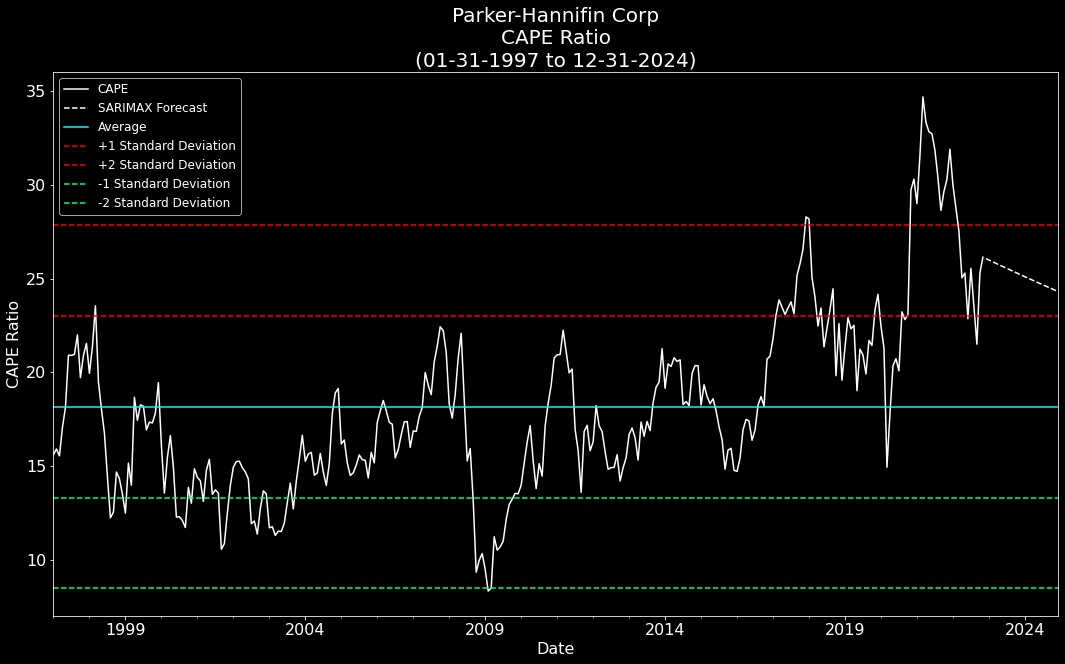 Parker-Hannifin Corp
CAPE Ratio
(01-31-1997 to 12-31-2024)
CAPE
SARIMAX Forecast
Average
+1 Standard Deviation
+2 Standard Deviation
-1 Standard Deviation
-2 Standard Deviation
35
30
25
20
15
10
CAPE Ratio
1999
2004
2009
2014
2019
2024
Date